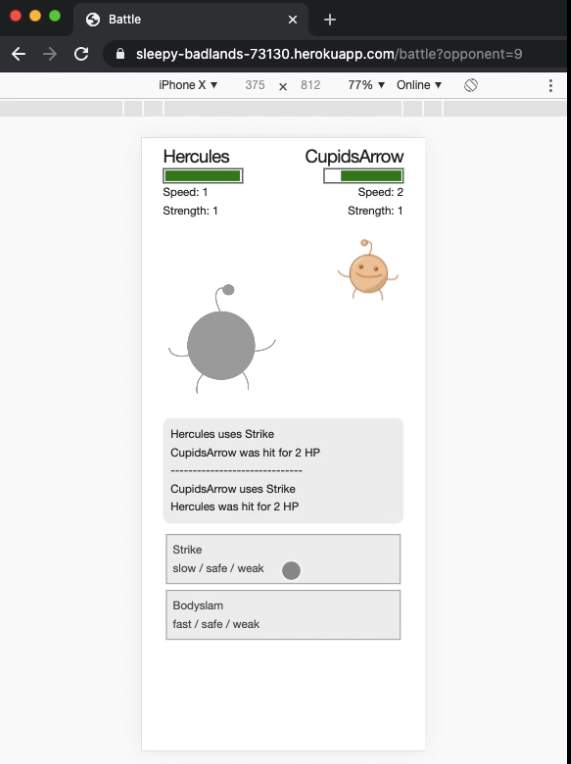 Battle
sleepy-badlands-73130.herokuapp.com/battle?opponent=9
iPhone X ▼ 375 x 812 77% ▼ Online ▼
Hercules CupidsArrow
Speed: 1 Speed: 2
Strength: 1 Strength: 1
Hercules uses Strike
CupidsArrow was hit for 2 HP
------------------------------
CupidsArrow uses Strike
Hercules was hit for 2 HP
Strike
slow / safe / weak
Bodyslam
fast / safe / weak